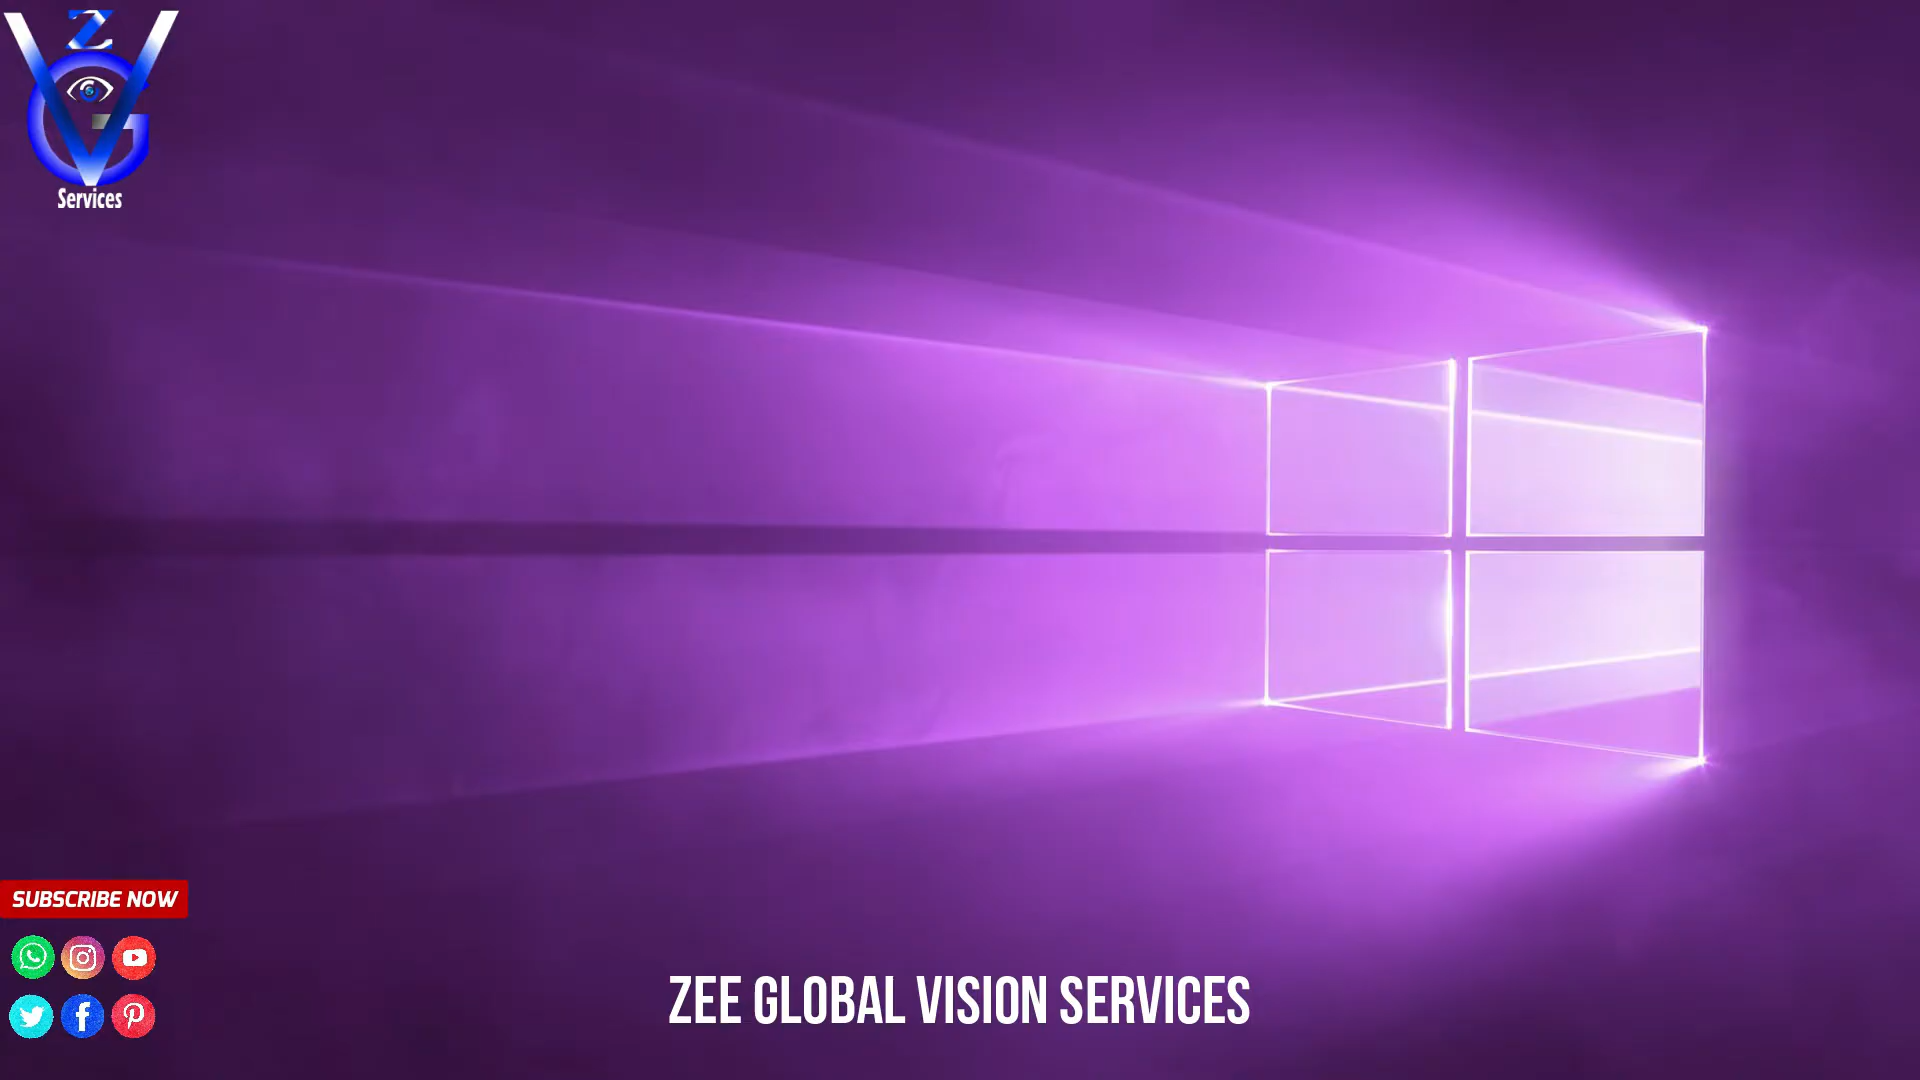 Z
V
G
Services
SUBSCRIBE NOW
ZEE GLOBAL VISION SERVICES